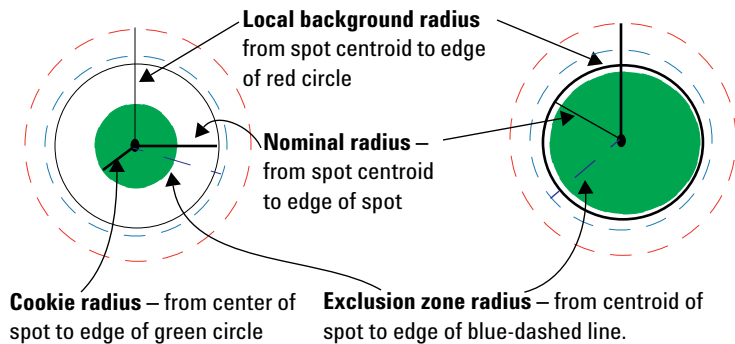 Local background radius
from spot centroid to edge
of red circle
Nominal radius –
from spot centroid
to edge of spot
Cookie radius – from center of
spot to edge of green circle
Exclusion zone radius – from centroid of
spot to edge of blue-dashed line.